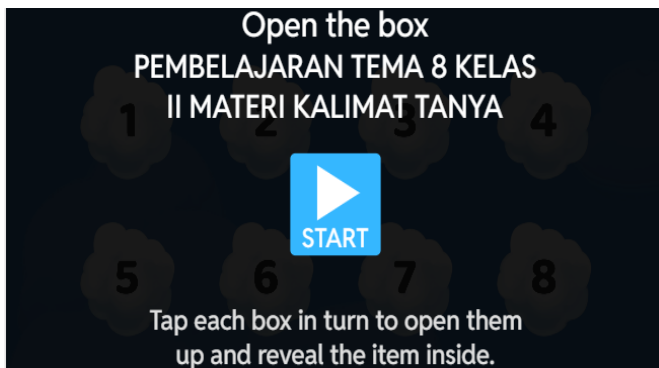 Open the box
PEMBELAJARAN TEMA 8 KELAS
II MATERI KALIMAT TANYA
1 2 3 4
START
5 6 7 8
Tap each box in turn to open them
up and reveal the item inside.